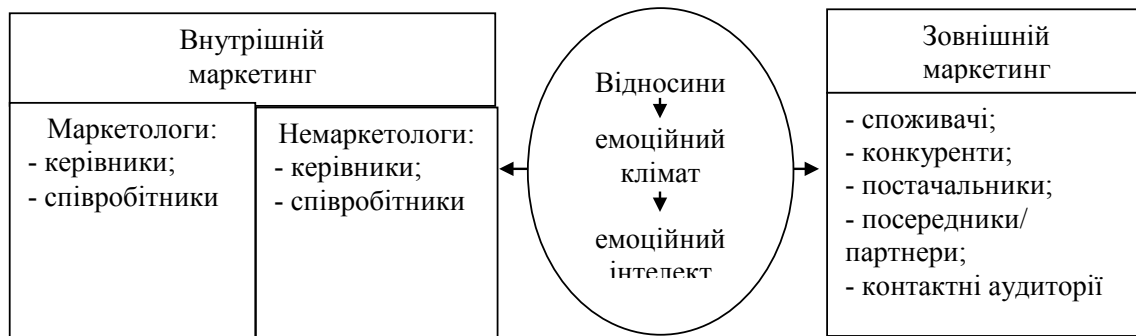 Внутрішній
маркетинг
Маркетологи:
- керівники;
- співробітники
Немаркетологи:
- керівники;
- співробітники
Відносини
емоційний
клімат
емоційний
інтелект
Зовнішній
маркетинг
- споживачі;
- конкуренти;
- постачальники;
- посередники/
партнери;
- контактні аудиторії